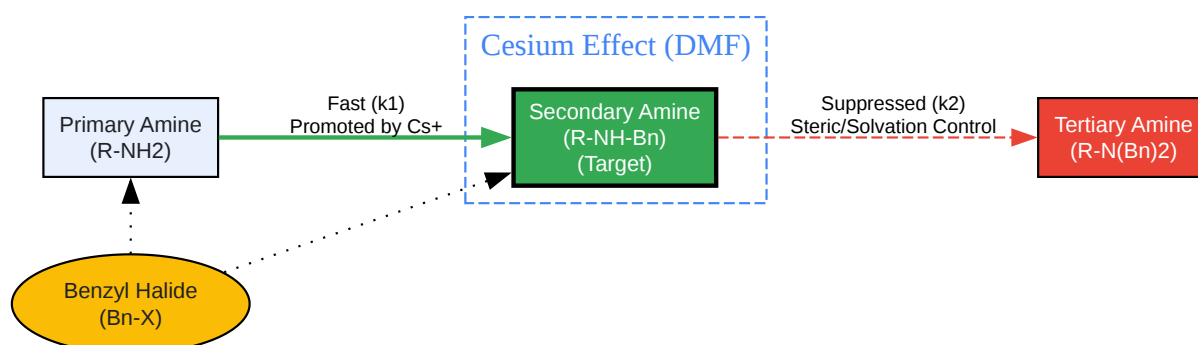 Cesium Effect (DMF)
Primary Amine
(R-NH2)
Fast (k1)
Promoted by Cs+
Secondary Amine
(R-NH-Bn)
(Target)
Suppressed (k2)
Steric/Solvation Control
Tertiary Amine
(R-N(Bn)2)
Benzyl Halide
(Bn-X)